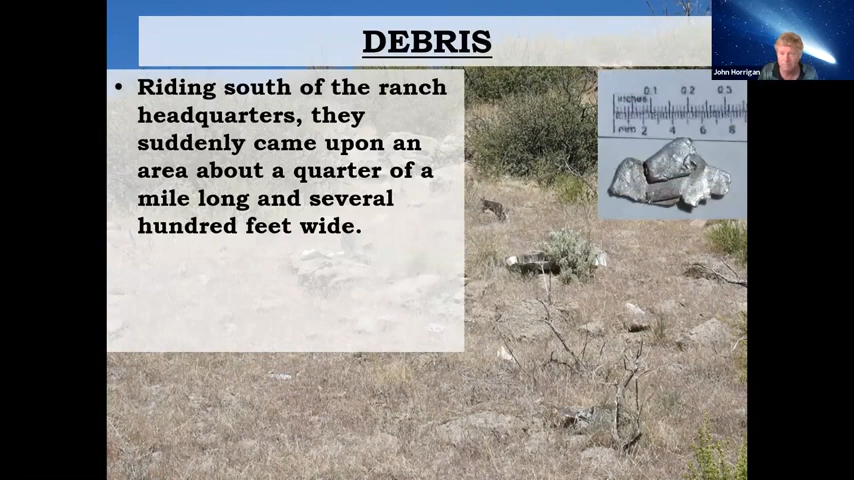 DEBRIS
John Horrigan
• Riding south of the ranch
headquarters, they
suddenly came upon an
area about a quarter of a
mile long and several
hundred feet wide.
inches 0.1 0.2 0.3
mm 2 4 6 8